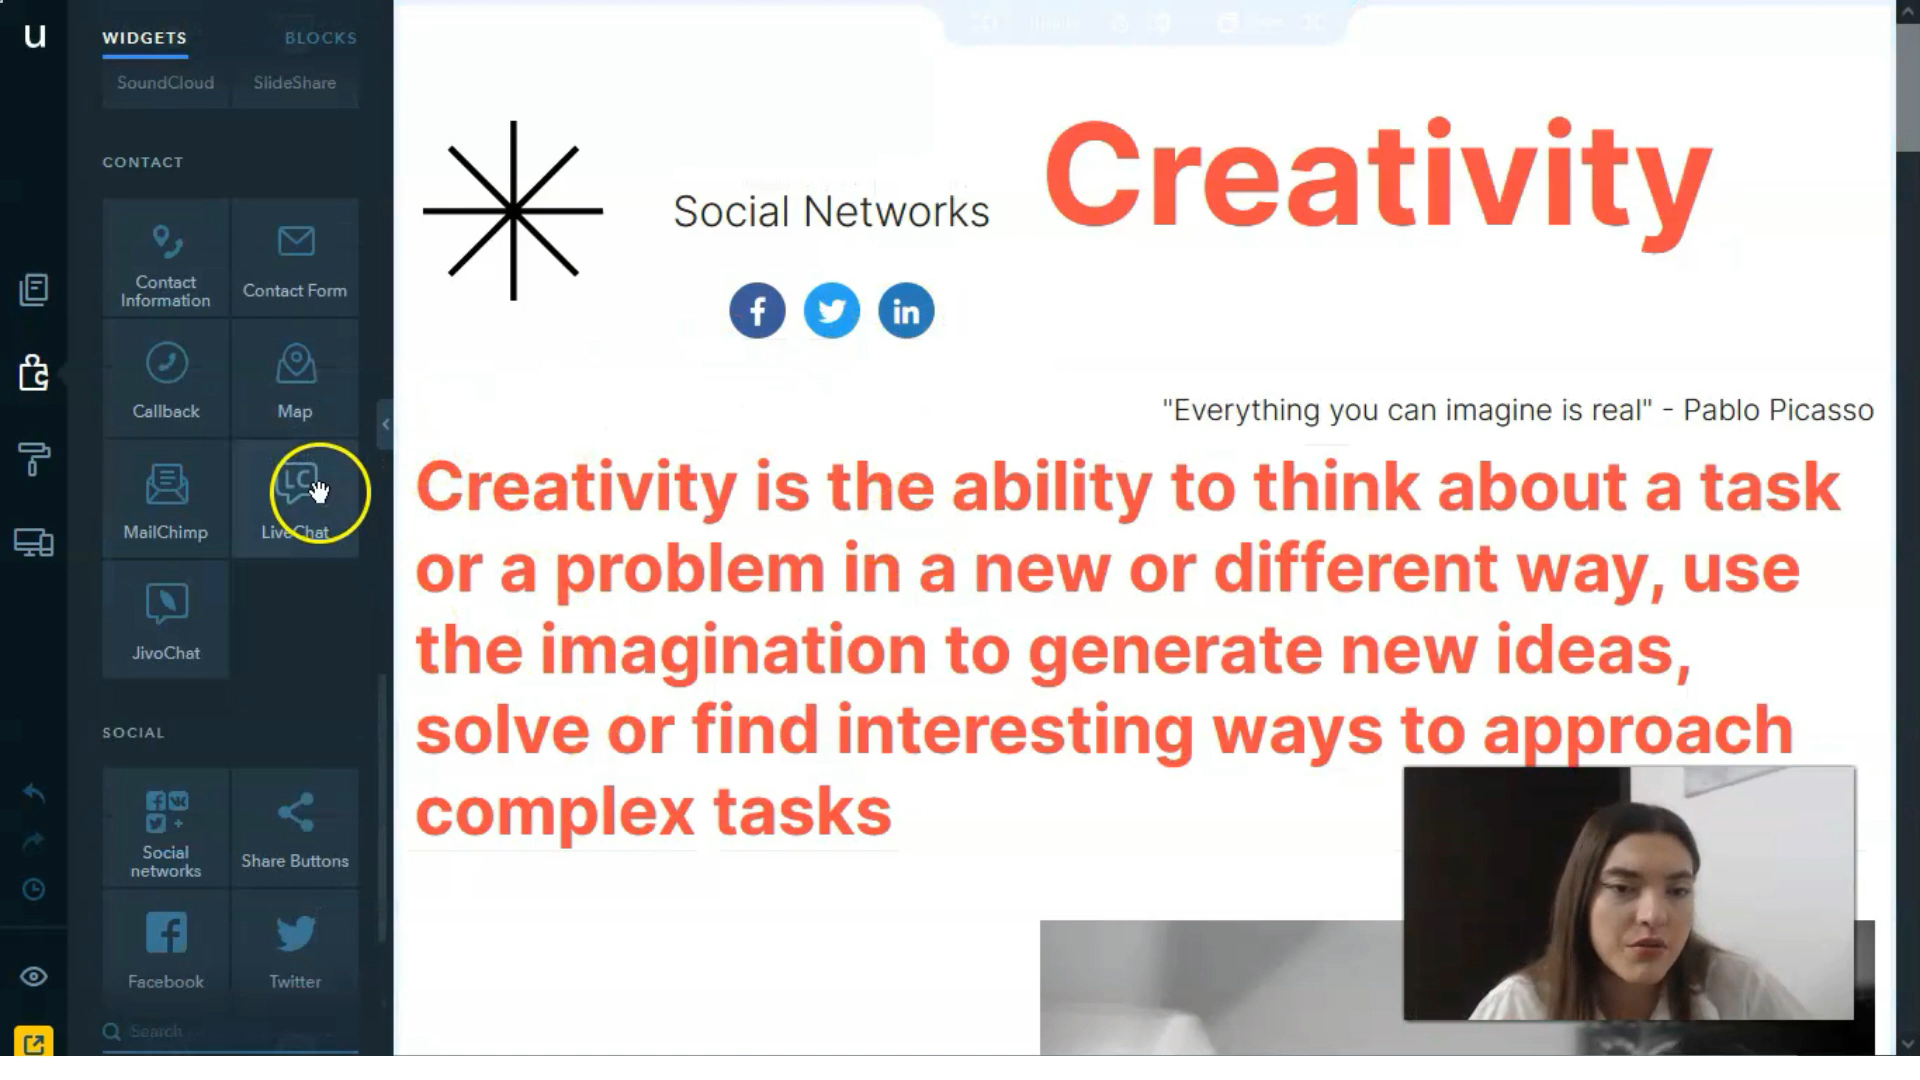 u
WIDGETS
BLOCKS
SoundCloud
SlideShare
CONTACT
Contact
Information
Contact Form
Callback
Map
MailChimp
LC
LiveChat
JivoChat
SOCIAL
Social
networks
Share Buttons
Facebook
Twitter
Search
Social Networks
f
in
Creativity
"Everything you can imagine is real" - Pablo Picasso
Creativity is the ability to think about a task
or a problem in a new or different way, use
the imagination to generate new ideas,
solve or find interesting ways to approach
complex tasks